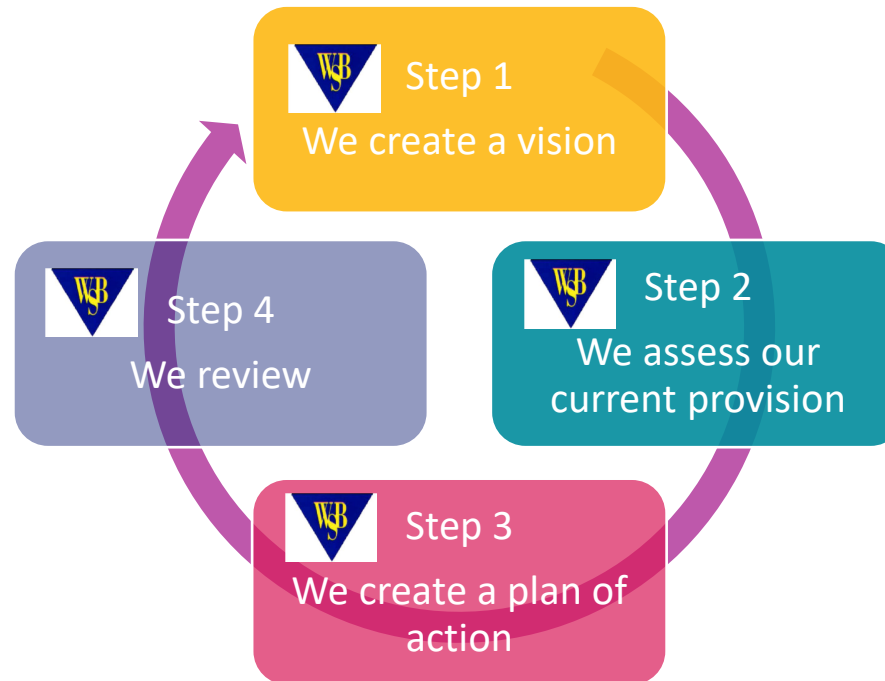 WSB
Step 1
We create a vision
WSB
Step 2
We assess our
current provision
WSB
Step 3
We create a plan of
action
WSB
Step 4
We review